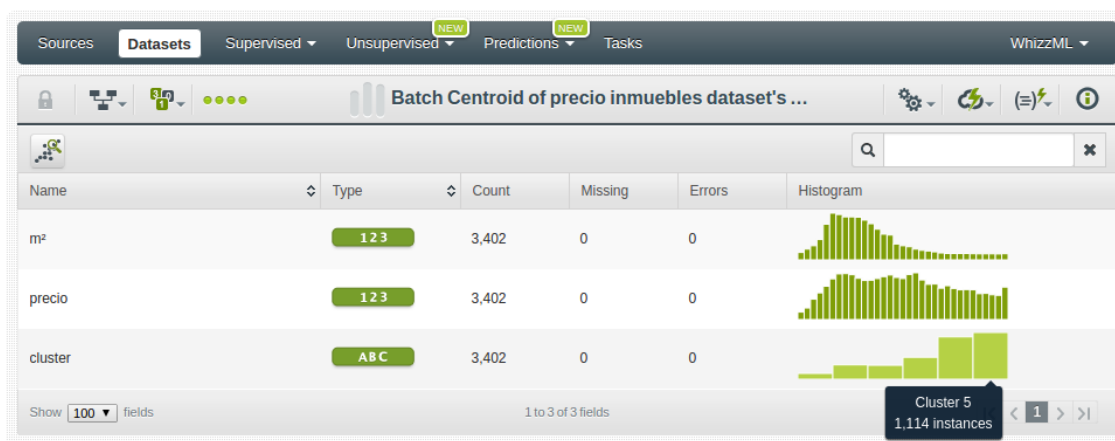 Sources Datasets Supervised Unsupervised NEW Predictions NEW Tasks WhizzML
Batch Centroid of precio inmuebles dataset's ...
Name Type Count Missing Errors Histogram
m² 123 3,402 0 0
precio 123 3,402 0 0
cluster ABC 3,402 0 0
Show 100 fields 1 to 3 of 3 fields 1
Cluster 5
1,114 instances